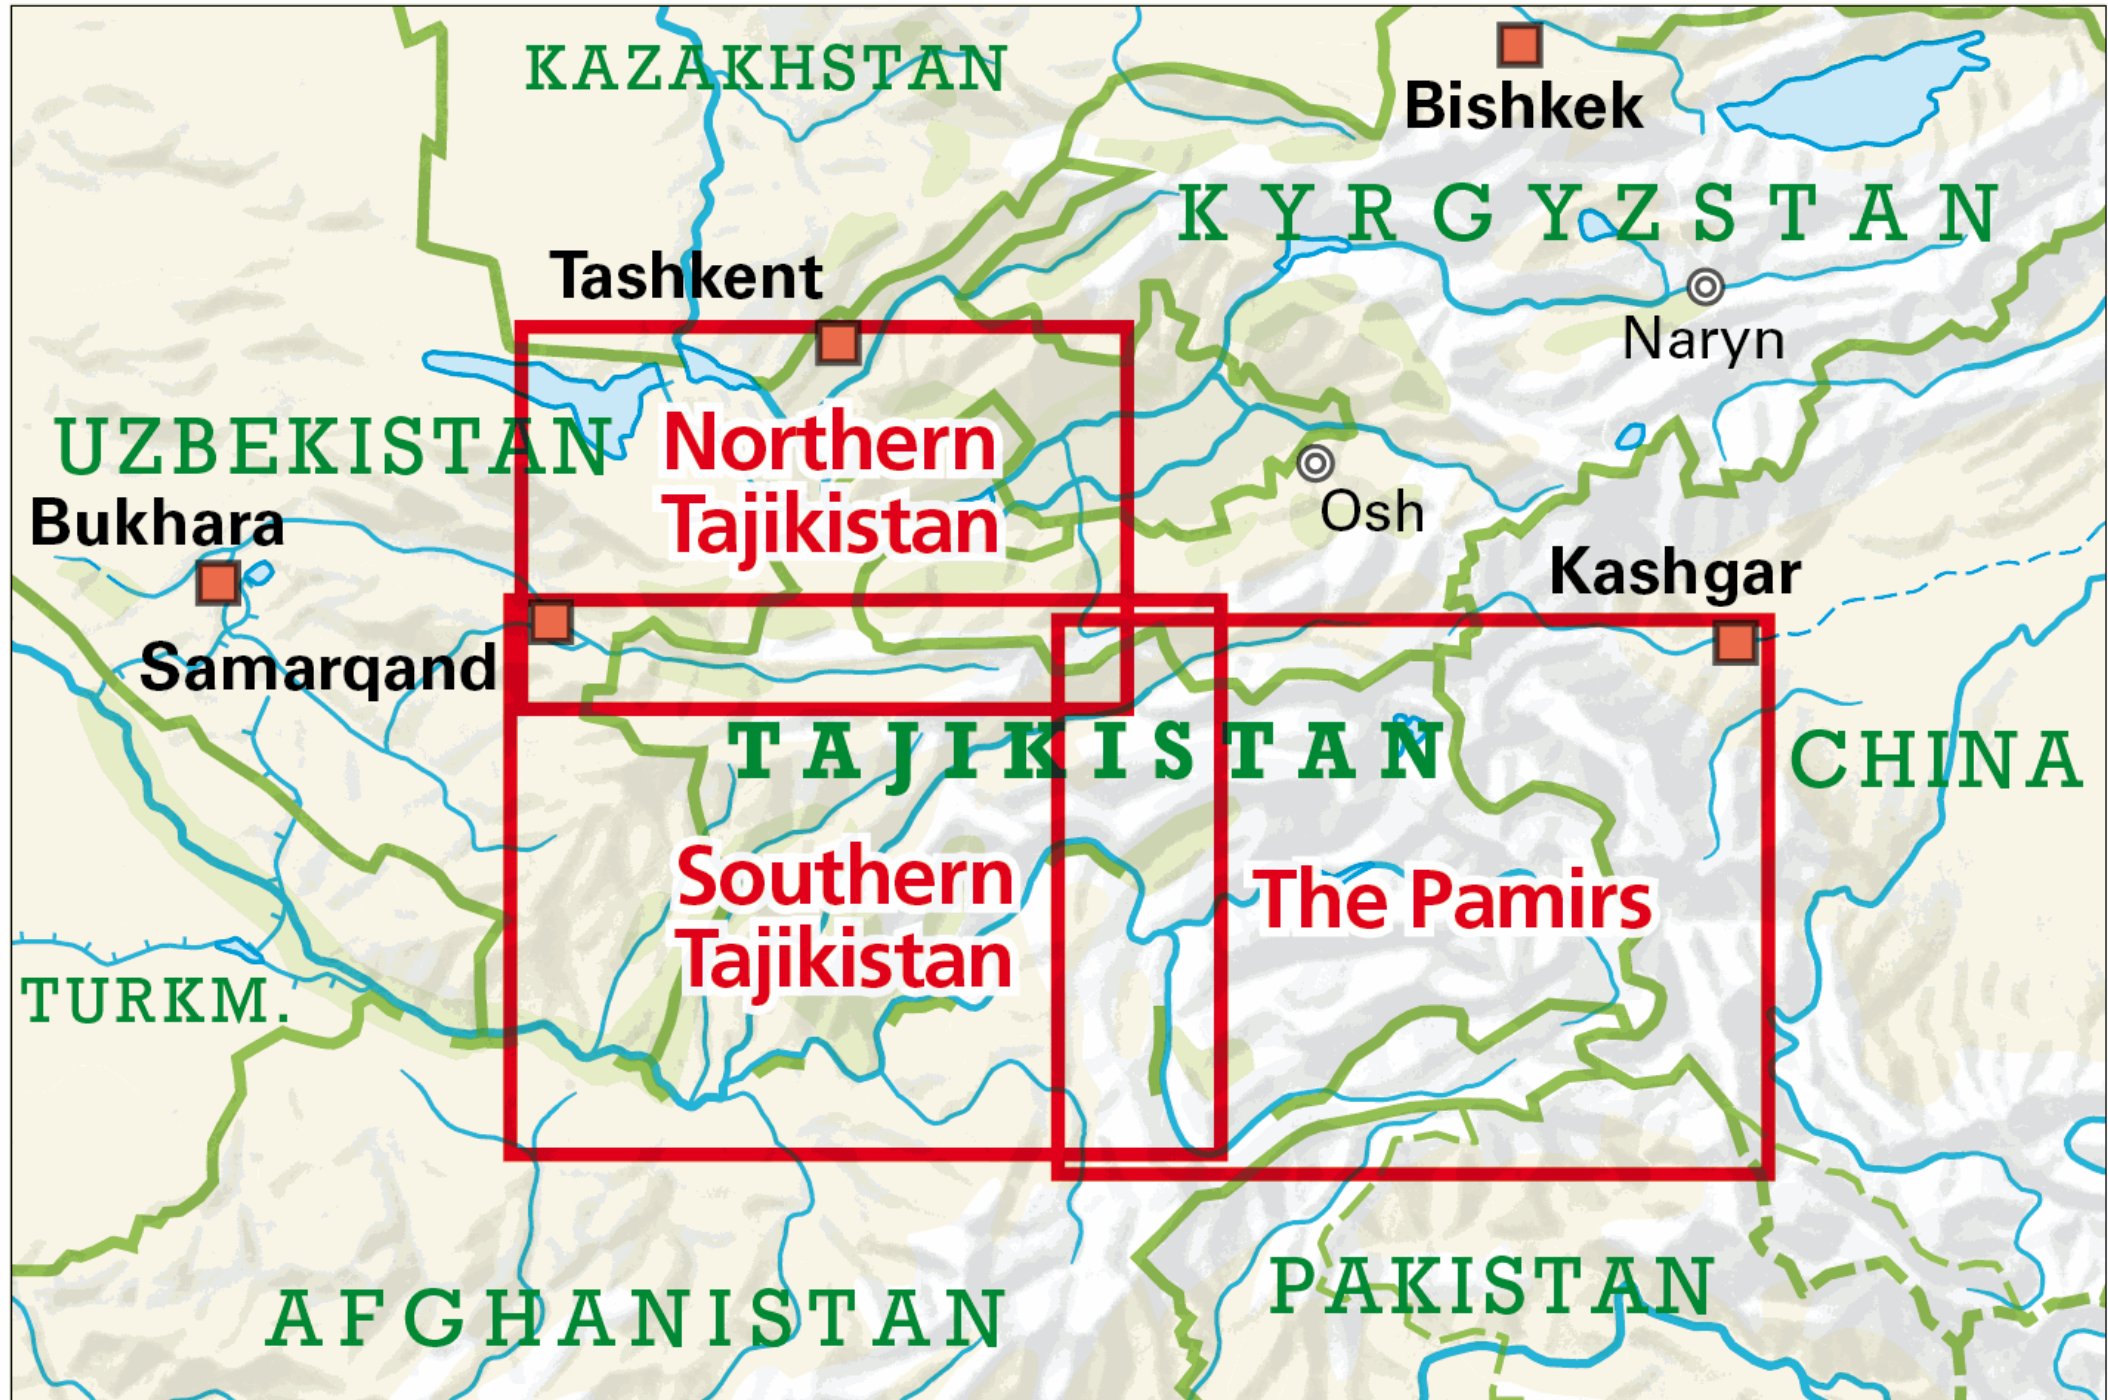 KAZAKHSTAN
Bishkek
KYRGYZSTAN
Tashkent
Naryn
UZBEKISTAN
Northern
Tajikistan
Bukhara
Osh
Kashgar
Samarqand
TAJIKISTAN
CHINA
Southern
Tajikistan
The Pamirs
TURKM.
PAKISTAN
AFGHANISTAN